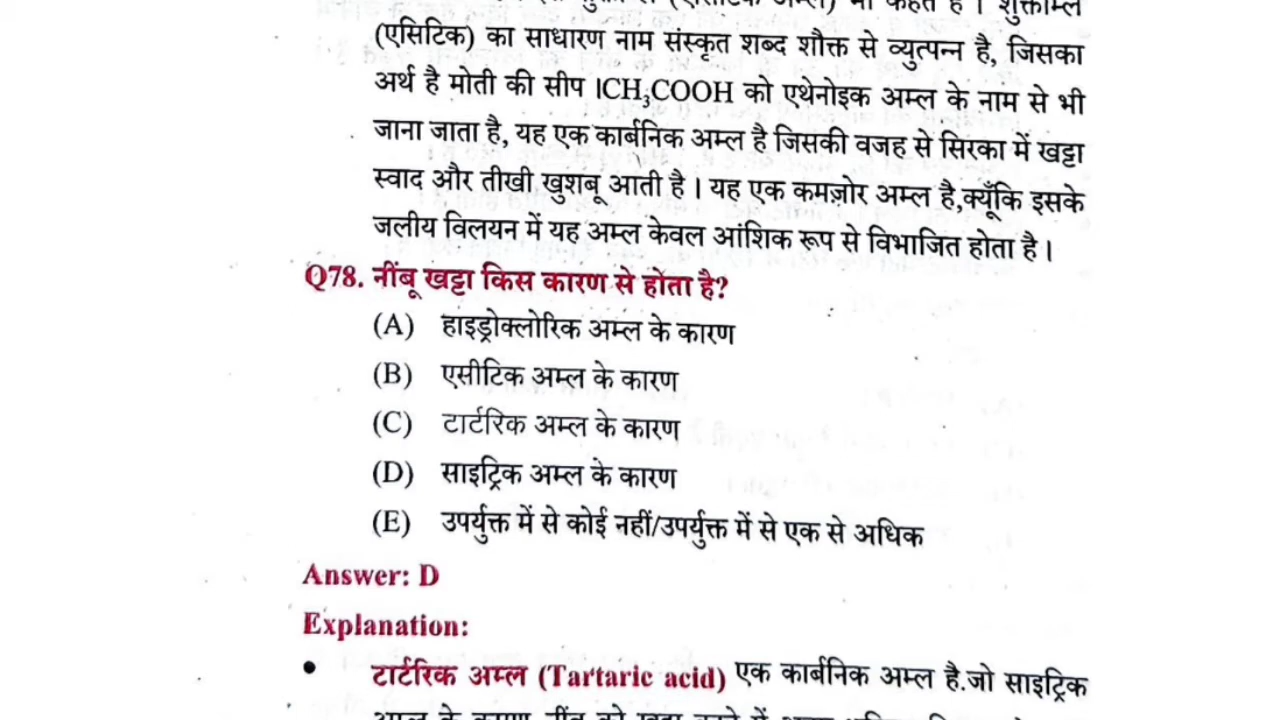 (एसिटिक) का साधारण नाम संस्कृत शब्द शौक्त से व्युत्पन्न है, जिसका
अर्थ है मोती की सीप ।CH₃COOH को एथेनोइक अम्ल के नाम से भी
जाना जाता है, यह एक कार्बनिक अम्ल है जिसकी वजह से सिरका में खट्टा
स्वाद और तीखी खुशबू आती है। यह एक कमज़ोर अम्ल है,क्यूँकि इसके
जलीय विलयन में यह अम्ल केवल आंशिक रूप से विभाजित होता है।
Q78. नींबू खट्टा किस कारण से होता है?
(A) हाइड्रोक्लोरिक अम्ल के कारण
(B) एसीटिक अम्ल के कारण
(C) टार्टरिक अम्ल के कारण
(D) साइट्रिक अम्ल के कारण
(E) उपर्युक्त में से कोई नहीं/उपर्युक्त में से एक से अधिक
Answer: D
Explanation:
• टार्टरिक अम्ल (Tartaric acid) एक कार्बनिक अम्ल है.जो साइट्रिक